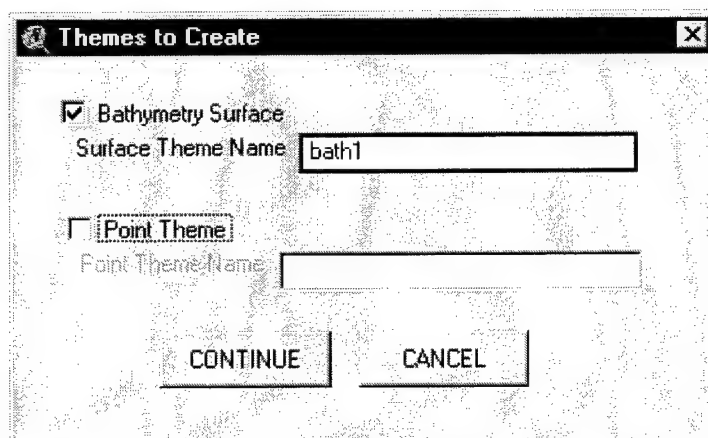 Themes to Create
Bathymetry Surface
Surface Theme Name bath1
Point Theme
Point Theme Name
CONTINUE CANCEL